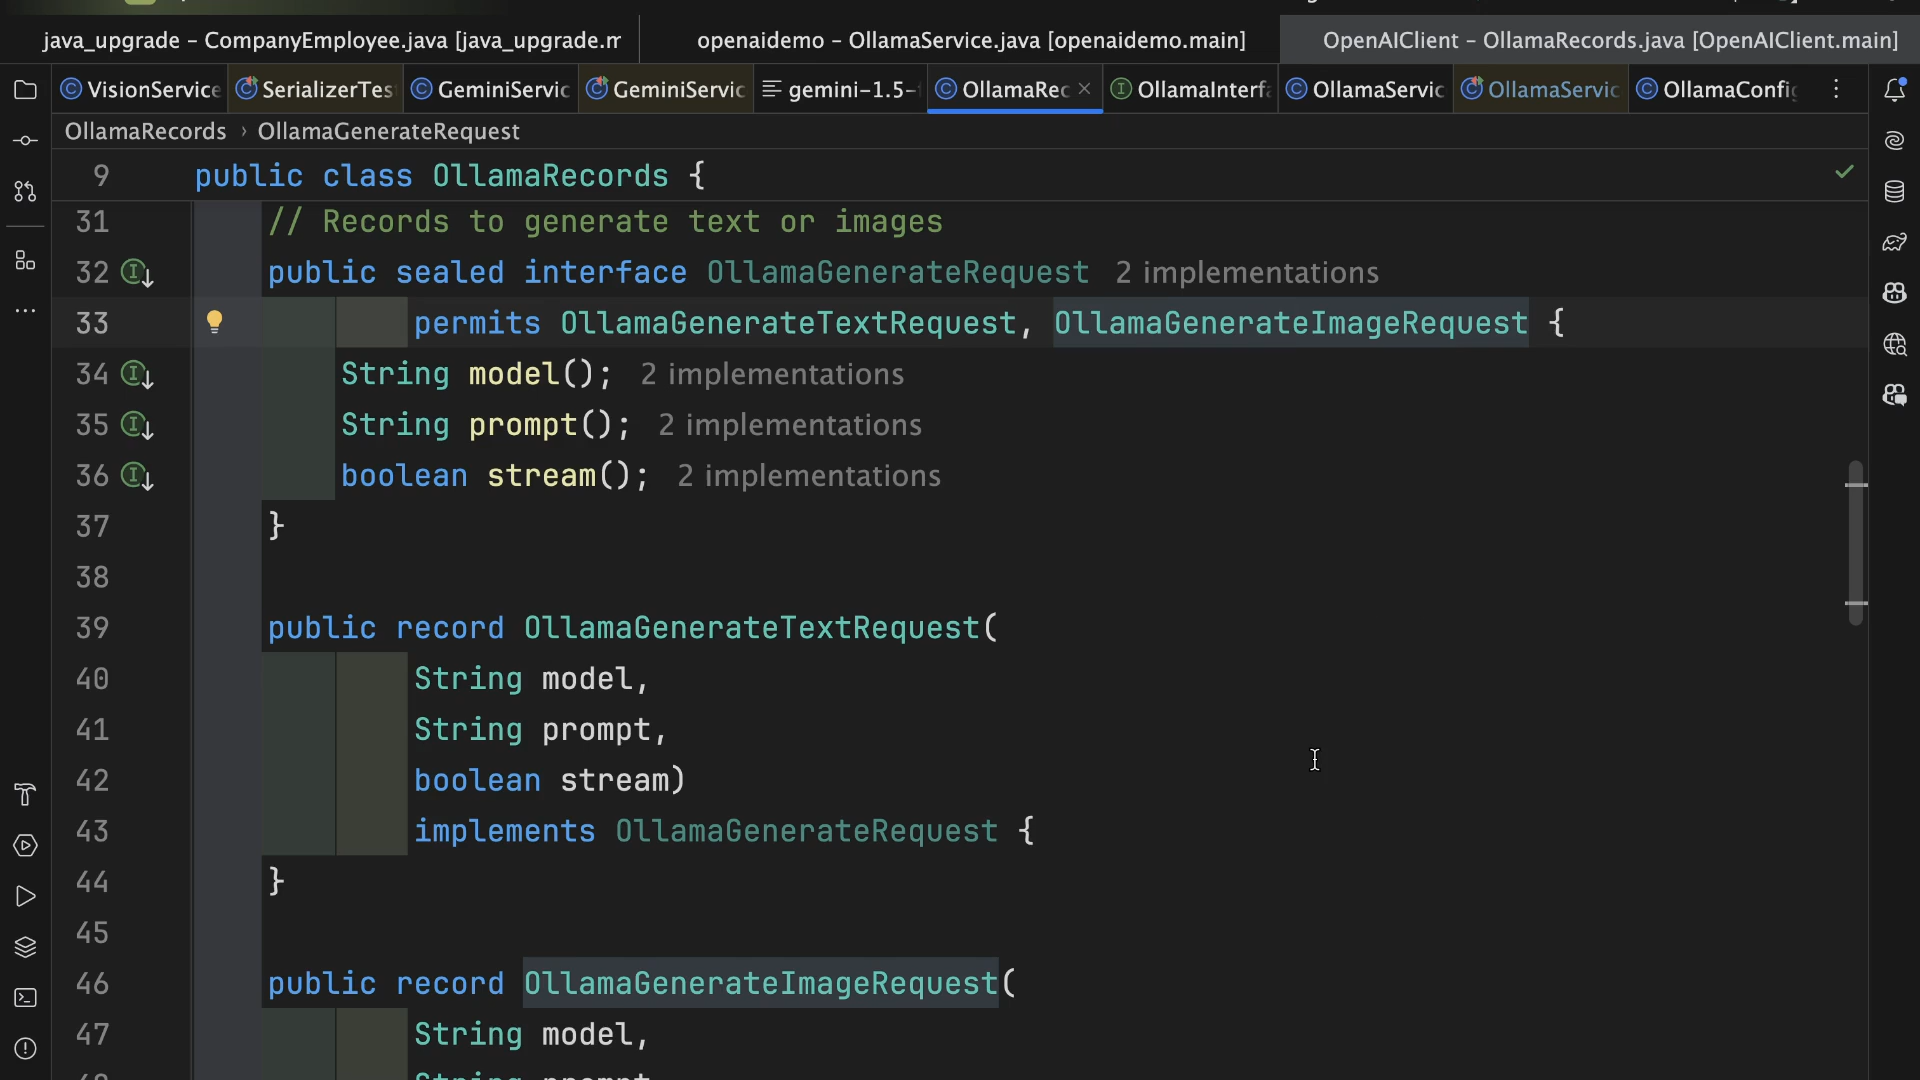 java_upgrade – CompanyEmployee.java [java_upgrade.m
openaidemo – OllamaService.java [openaidemo.main]
OpenAIClient – OllamaRecords.java [OpenAIClient.main]
VisionService
SerializerTes
GeminiServic
GeminiServic
gemini-1.5-
OllamaRec
OllamaInterf
OllamaServic
OllamaServic
OllamaConfig
OllamaRecords › OllamaGenerateRequest
9 public class OllamaRecords {
31 // Records to generate text or images
32 public sealed interface OllamaGenerateRequest 2 implementations
33 permits OllamaGenerateTextRequest, OllamaGenerateImageRequest {
34 String model(); 2 implementations
35 String prompt(); 2 implementations
36 boolean stream(); 2 implementations
37 }
38
39 public record OllamaGenerateTextRequest(
40 String model,
41 String prompt,
42 boolean stream)
43 implements OllamaGenerateRequest {
44 }
45
46 public record OllamaGenerateImageRequest(
47 String model,